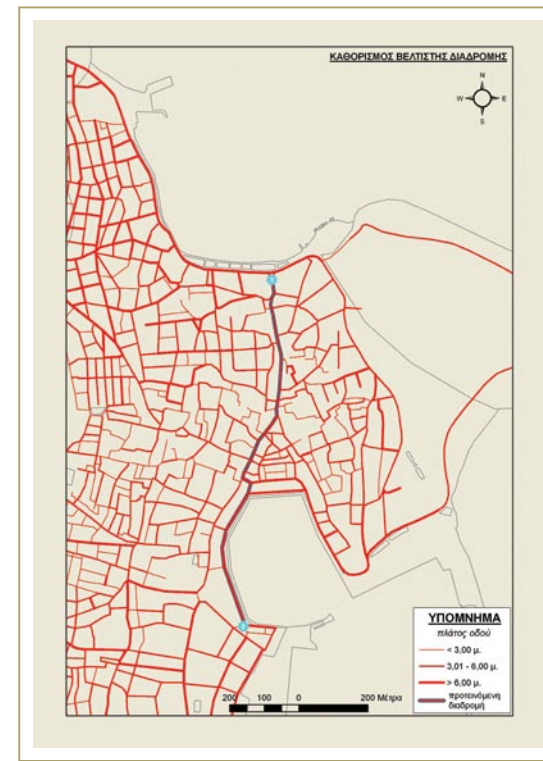 ΚΑΘΟΡΙΣΜΟΣ ΒΕΛΤΙΣΤΗΣ ΔΙΑΔΡΟΜΗΣ
N
W E
S
1
ΥΠΟΜΝΗΜΑ
πλάτος οδού
< 3,00 μ.
3,01 - 6,00 μ.
> 6,00 μ.
προτεινόμενη
διαδρομή
200 100 0 200 Μέτρα